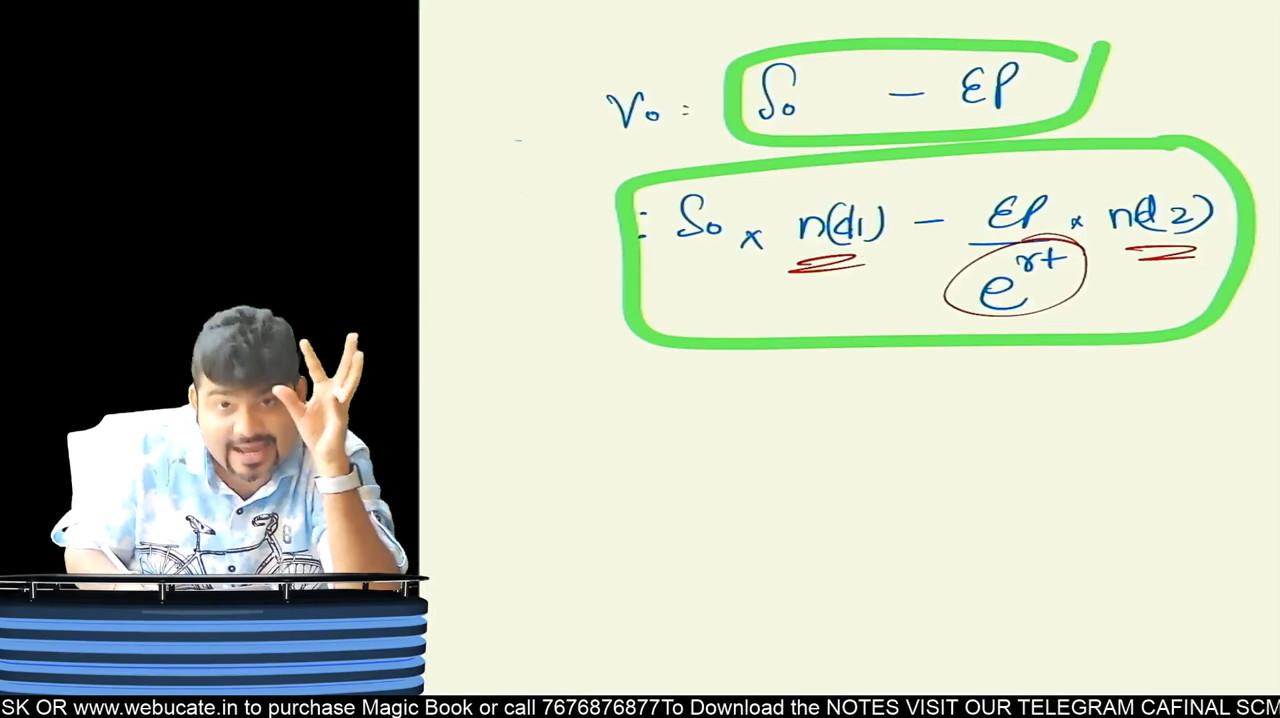 V₀ = S₀ - EP
: S₀ × n(d1) - EP/e^rt × n(d2)
SK OR www.webucate.in to purchase Magic Book or call 7676876877To Download the NOTES VISIT OUR TELEGRAM CAFINAL SCM